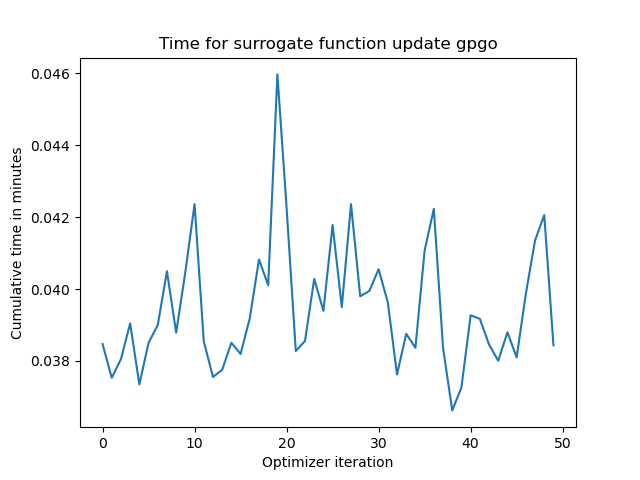 Time for surrogate function update gpgo
0.046
0.044
0.042
0.040
0.038
Cumulative time in minutes
0 10 20 30 40 50
Optimizer iteration